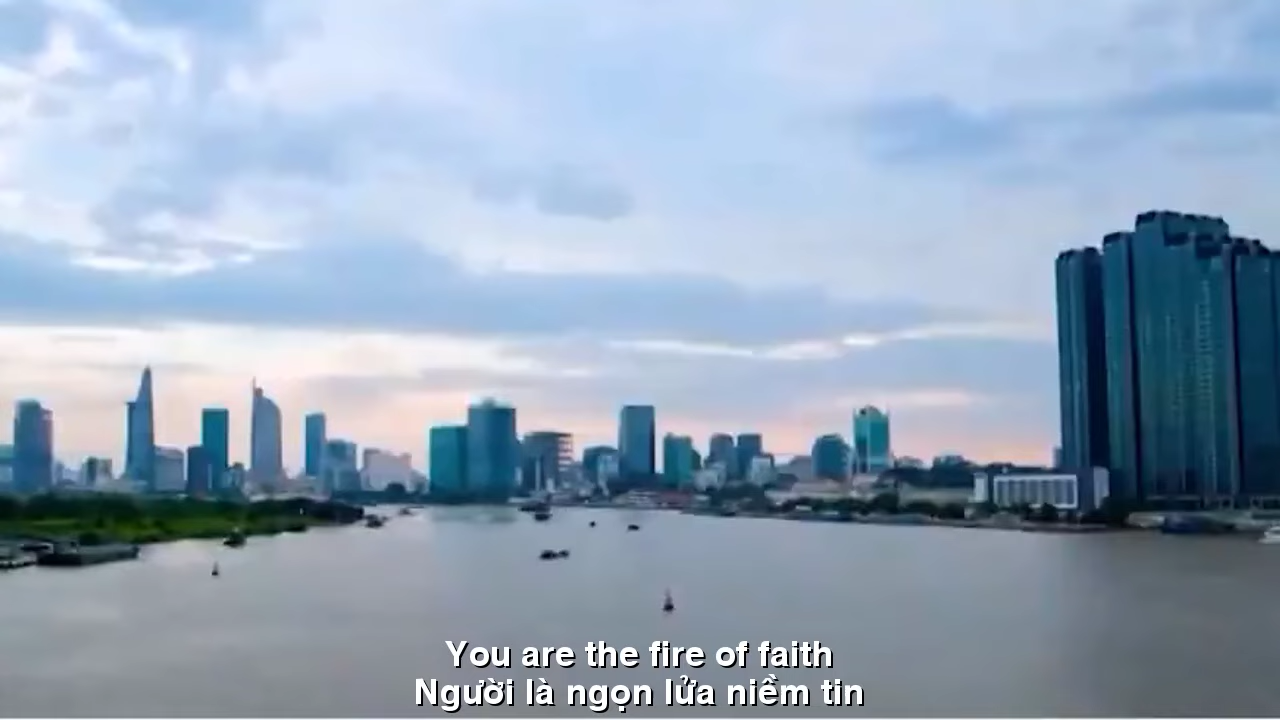 You are the fire of faith
Người là ngọn lửa niềm tin